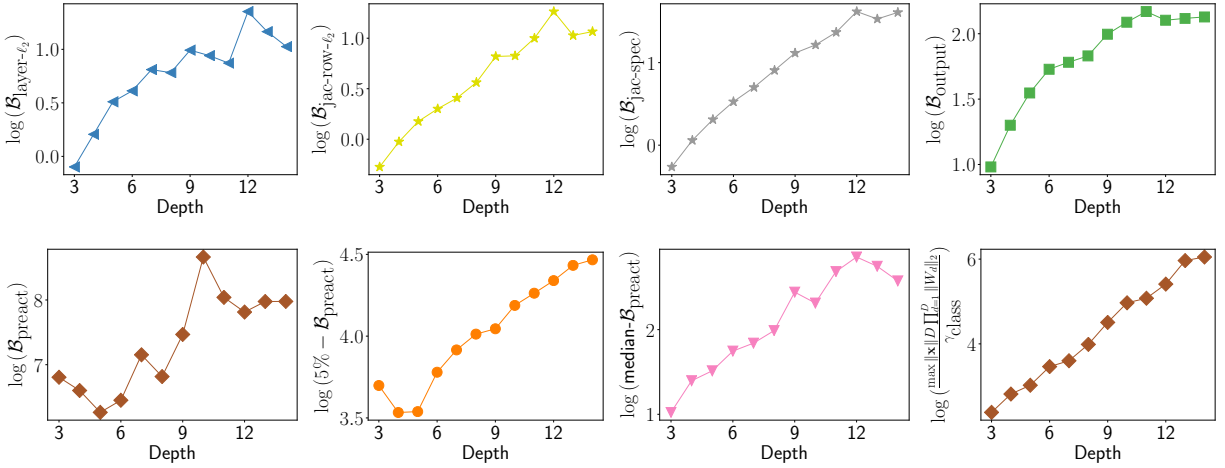 log (𝓑layer-ℓ₂)
1.0
0.5
0.0
3 6 9 12
Depth
log (𝓑jac-row-ℓ₂)
1.0
0.5
0.0
3 6 9 12
Depth
log (𝓑jac-spec)
1
0
3 6 9 12
Depth
log (𝓑output)
2.0
1.5
1.0
3 6 9 12
Depth
log (𝓑preact)
8
7
3 6 9 12
Depth
log (5% − 𝓑preact)
4.5
4.0
3.5
3 6 9 12
Depth
log (median-𝓑preact)
2
1
3 6 9 12
Depth
log (max ‖x‖ D ∏_{d=1}^{D} ‖W_d‖₂ / γclass)
6
4
3 6 9 12
Depth